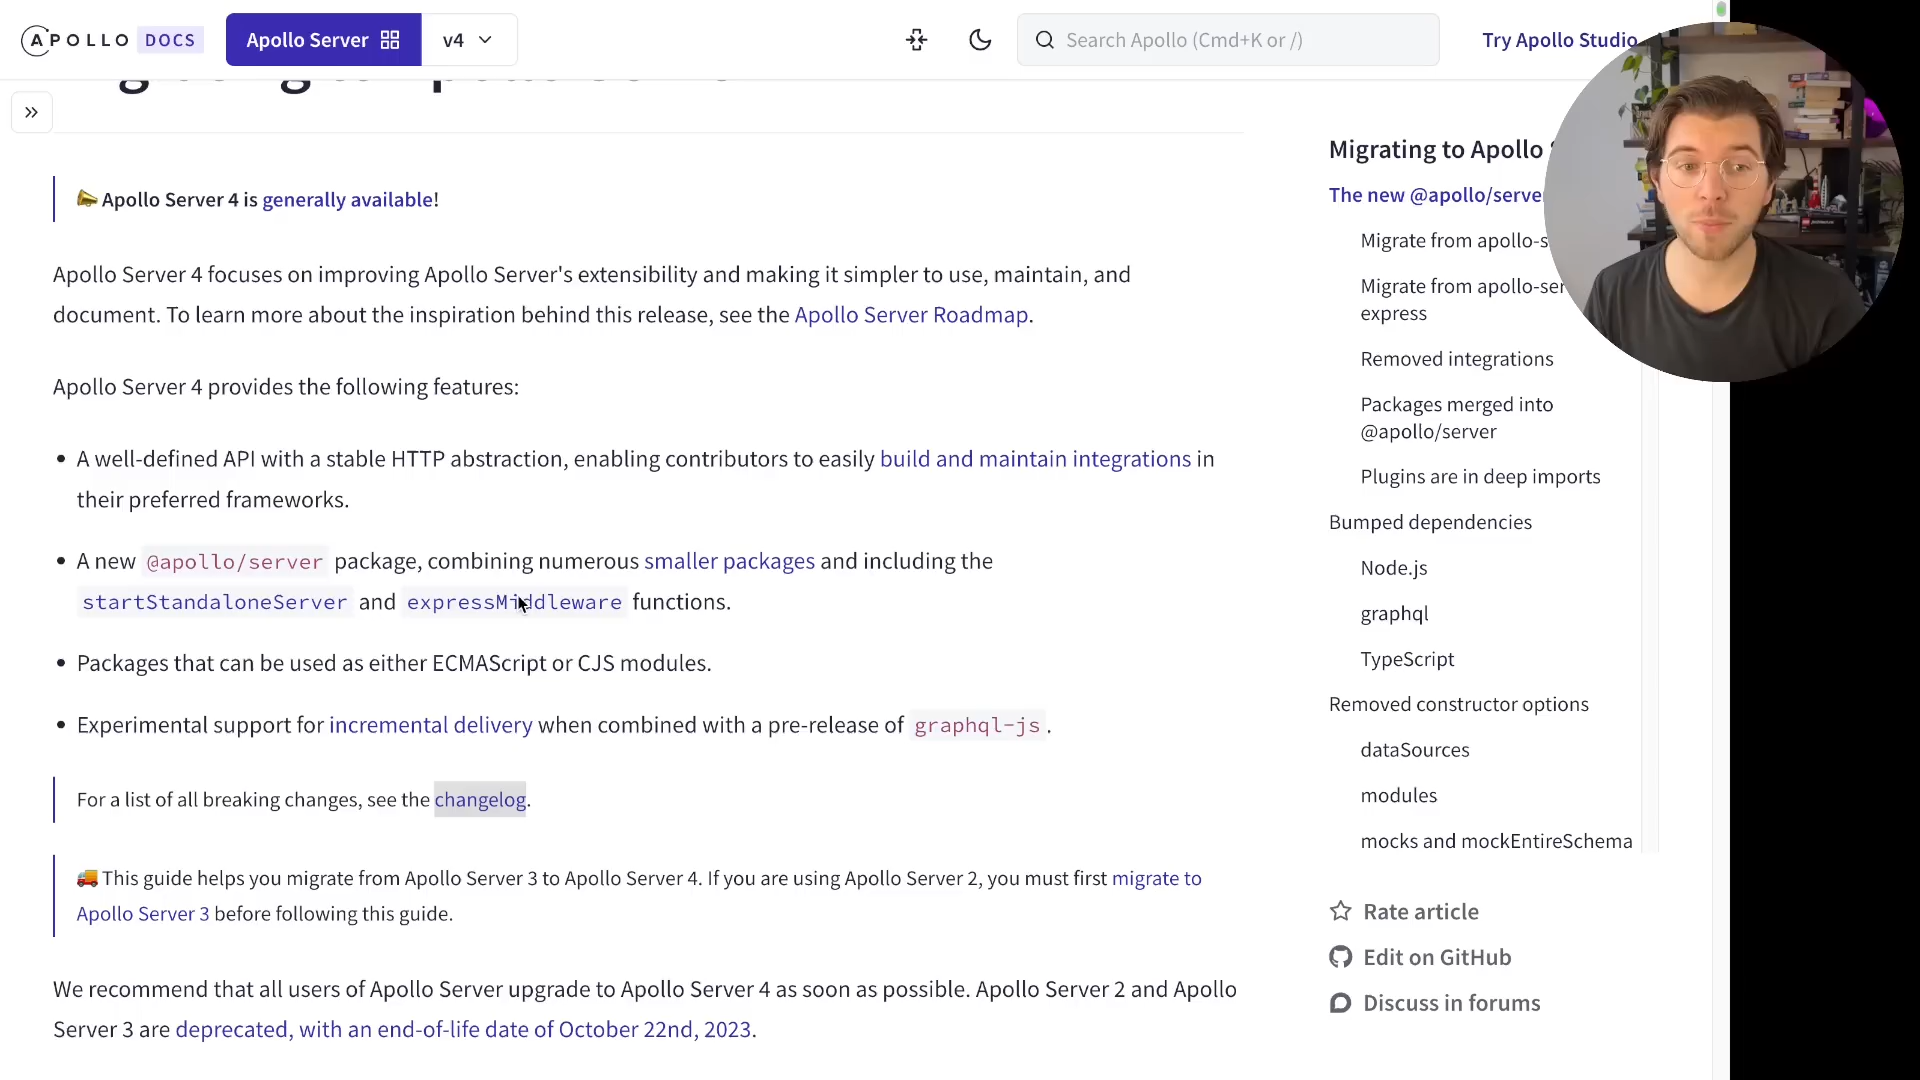 APOLLO DOCS
Apollo Server
v4
Search Apollo (Cmd+K or /)
Try Apollo Studio
📣 Apollo Server 4 is generally available!
Apollo Server 4 focuses on improving Apollo Server's extensibility and making it simpler to use, maintain, and
document. To learn more about the inspiration behind this release, see the Apollo Server Roadmap.
Apollo Server 4 provides the following features:
• A well-defined API with a stable HTTP abstraction, enabling contributors to easily build and maintain integrations in
their preferred frameworks.
• A new @apollo/server package, combining numerous smaller packages and including the
startStandaloneServer and expressMiddleware functions.
• Packages that can be used as either ECMAScript or CJS modules.
• Experimental support for incremental delivery when combined with a pre-release of graphql-js.
For a list of all breaking changes, see the changelog.
🚚 This guide helps you migrate from Apollo Server 3 to Apollo Server 4. If you are using Apollo Server 2, you must first migrate to
Apollo Server 3 before following this guide.
We recommend that all users of Apollo Server upgrade to Apollo Server 4 as soon as possible. Apollo Server 2 and Apollo
Server 3 are deprecated, with an end-of-life date of October 22nd, 2023.
Migrating to Apollo
The new @apollo/serve
Migrate from apollo-s
Migrate from apollo-ser
express
Removed integrations
Packages merged into
@apollo/server
Plugins are in deep imports
Bumped dependencies
Node.js
graphql
TypeScript
Removed constructor options
dataSources
modules
mocks and mockEntireSchema
Rate article
Edit on GitHub
Discuss in forums